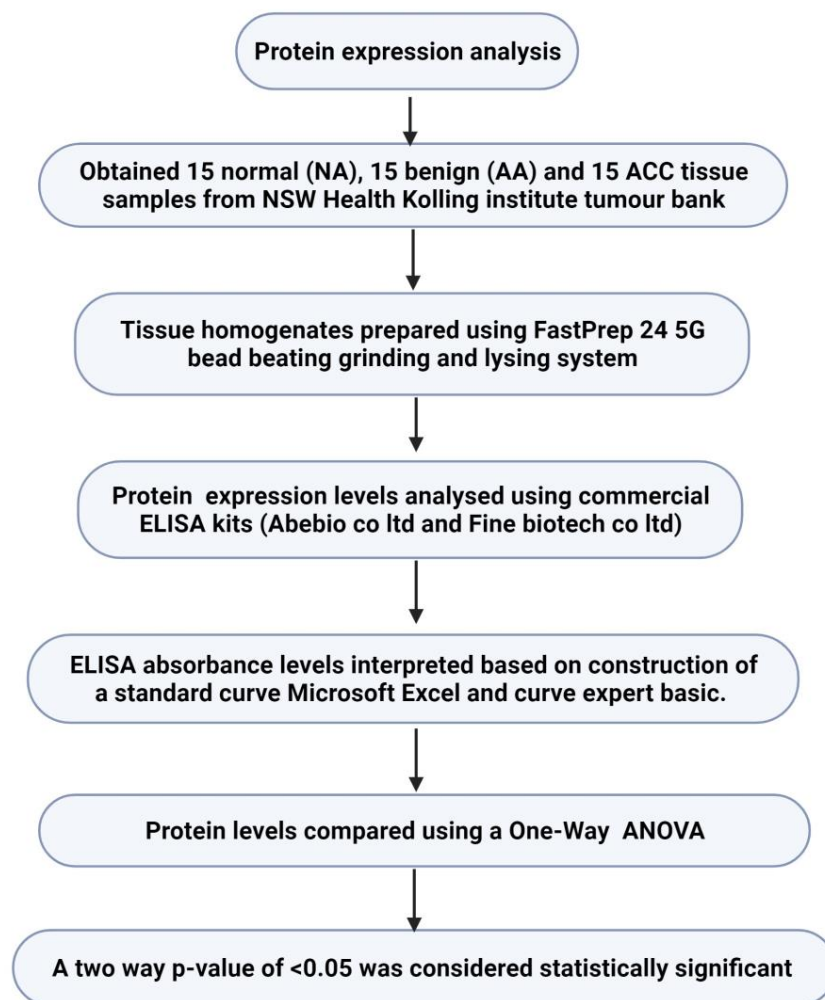 Protein expression analysis
Obtained 15 normal (NA), 15 benign (AA) and 15 ACC tissue
samples from NSW Health Kolling institute tumour bank
Tissue homogenates prepared using FastPrep 24 5G
bead beating grinding and lysing system
Protein expression levels analysed using commercial
ELISA kits (Abebio co ltd and Fine biotech co ltd)
ELISA absorbance levels interpreted based on construction of
a standard curve Microsoft Excel and curve expert basic.
Protein levels compared using a One-Way ANOVA
A two way p-value of <0.05 was considered statistically significant